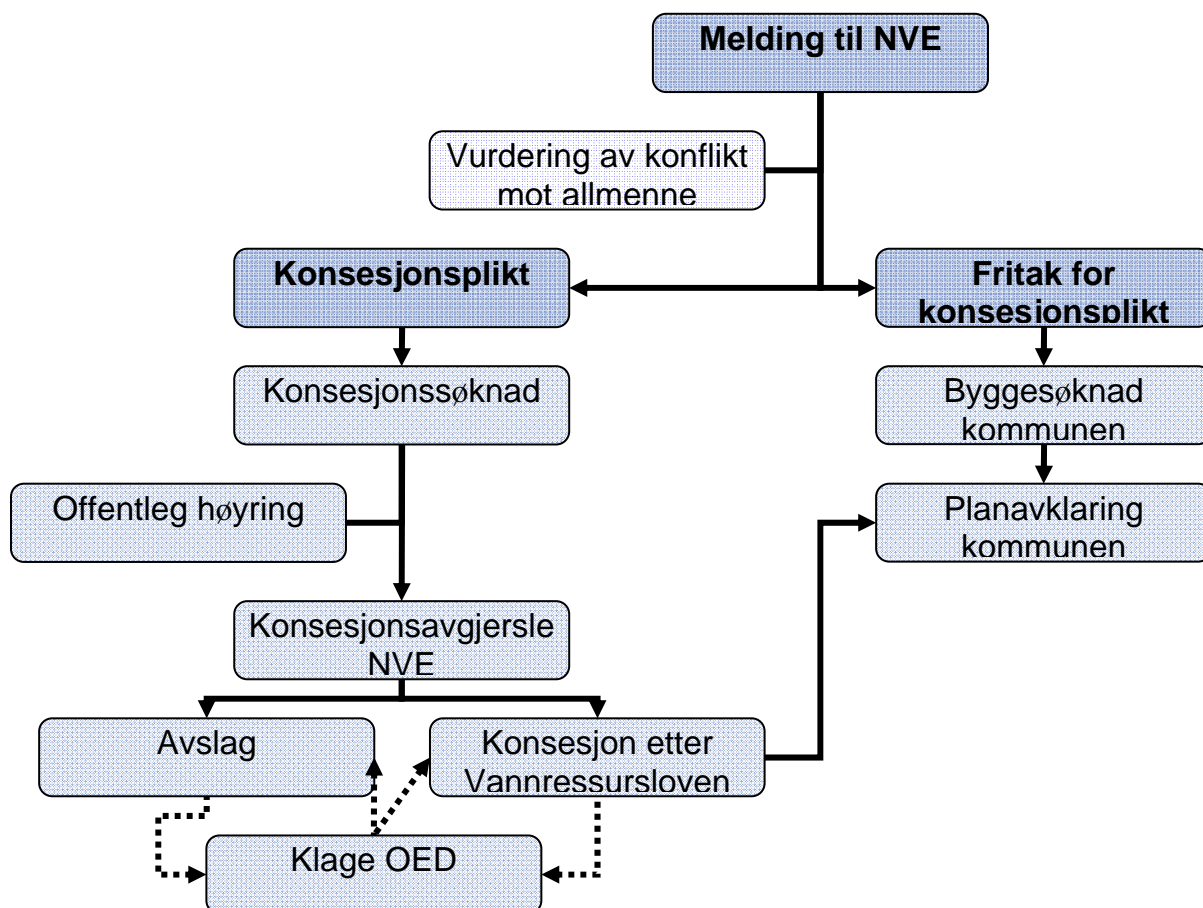 Melding til NVE
Vurdering av konflikt
mot allmenne
Konsesjonsplikt
Fritak for
konsesjonsplikt
Konsesjonssøknad
Byggesøknad
kommunen
Offentleg høyring
Planavklaring
kommunen
Konsesjonsavgjersle
NVE
Avslag
Konsesjon etter
Vannressursloven
Klage OED